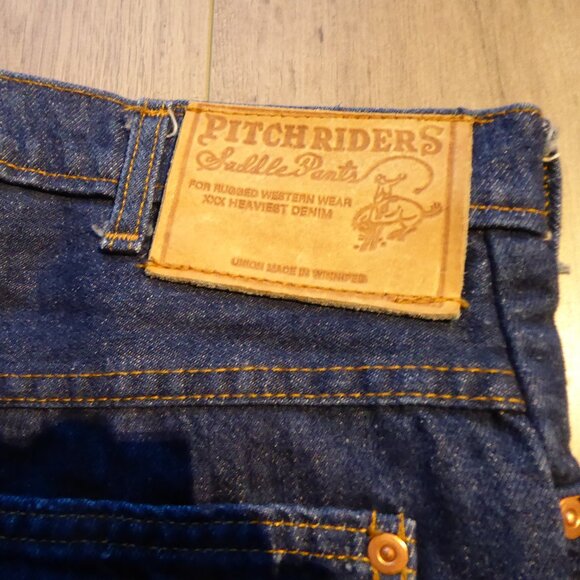 PITCHRIDERS
Saddle Pants
FOR RUGGED WESTERN WEAR
XXX HEAVIEST DENIM
UNION MADE IN WINNIPEG